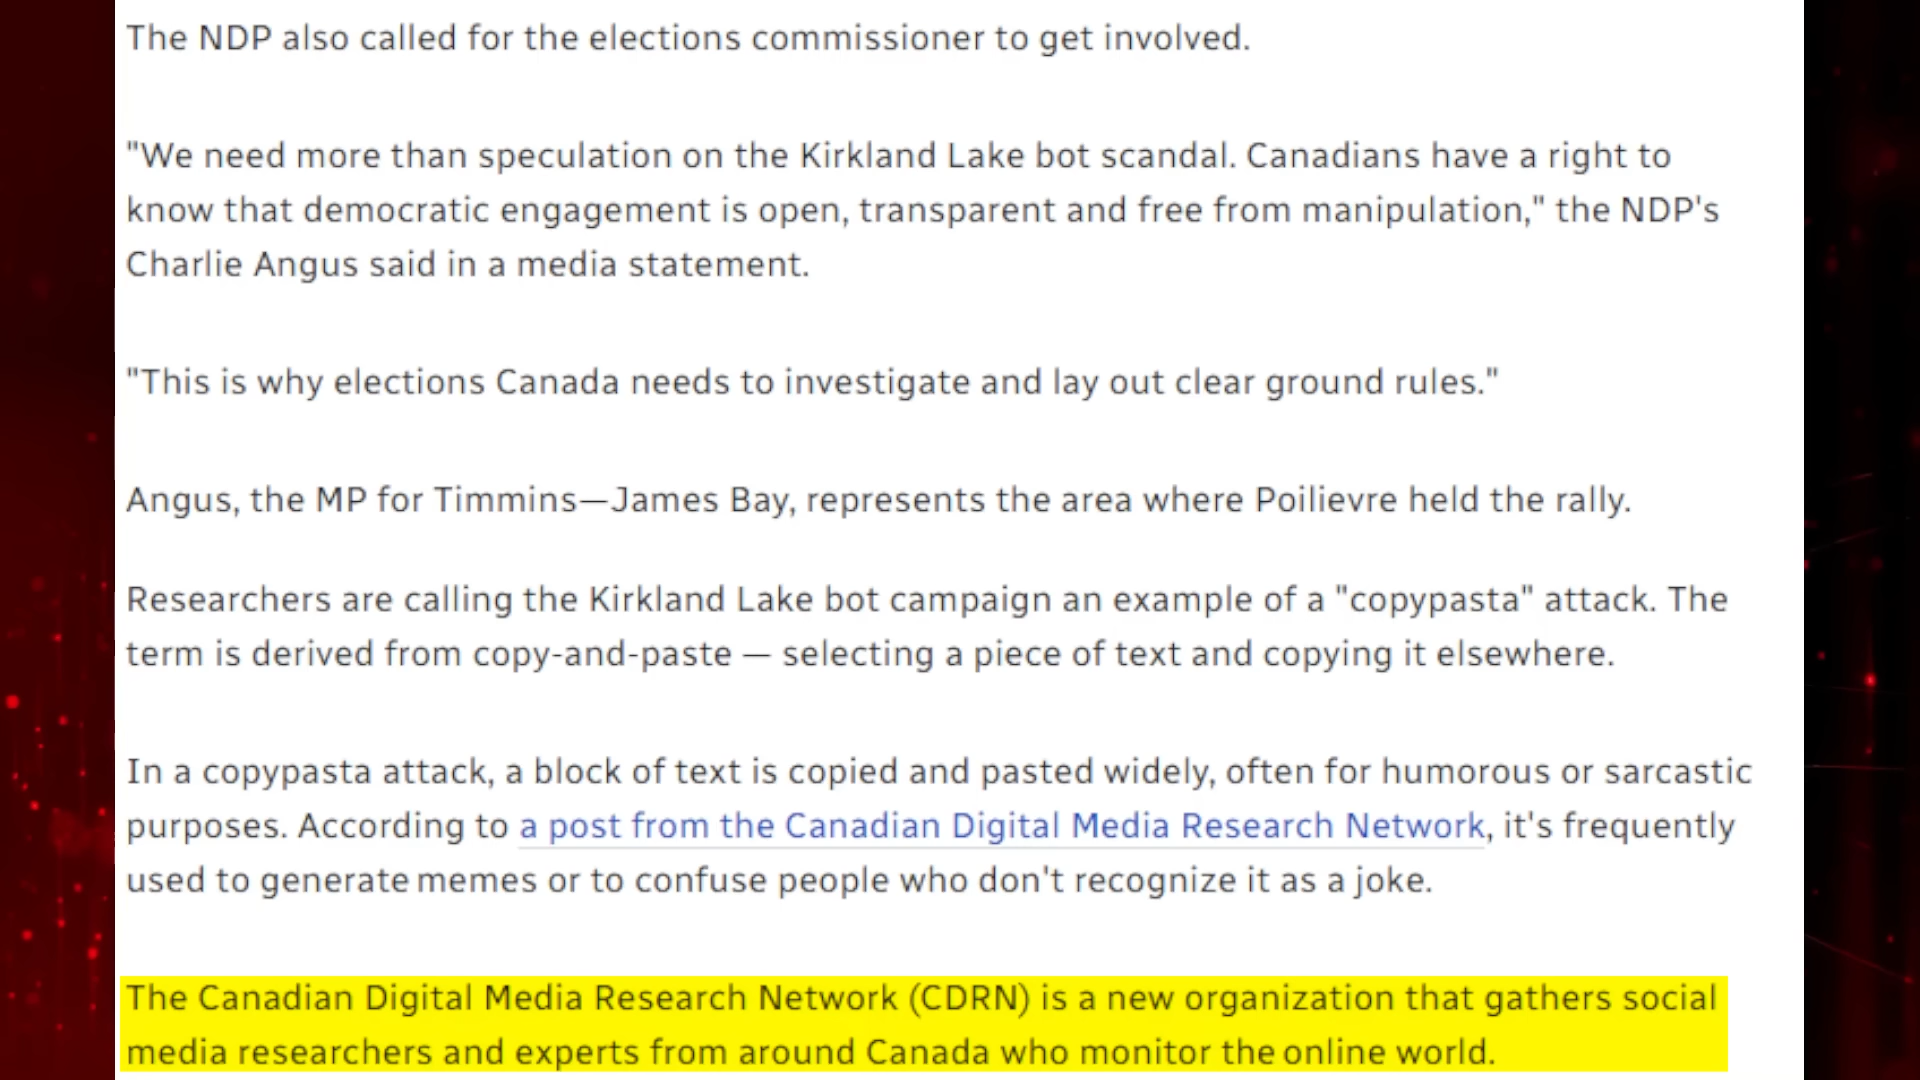 The NDP also called for the elections commissioner to get involved.
"We need more than speculation on the Kirkland Lake bot scandal. Canadians have a right to
know that democratic engagement is open, transparent and free from manipulation," the NDP's
Charlie Angus said in a media statement.
"This is why elections Canada needs to investigate and lay out clear ground rules."
Angus, the MP for Timmins—James Bay, represents the area where Poilievre held the rally.
Researchers are calling the Kirkland Lake bot campaign an example of a "copypasta" attack. The
term is derived from copy-and-paste — selecting a piece of text and copying it elsewhere.
In a copypasta attack, a block of text is copied and pasted widely, often for humorous or sarcastic
purposes. According to a post from the Canadian Digital Media Research Network, it's frequently
used to generate memes or to confuse people who don't recognize it as a joke.
The Canadian Digital Media Research Network (CDRN) is a new organization that gathers social
media researchers and experts from around Canada who monitor the online world.